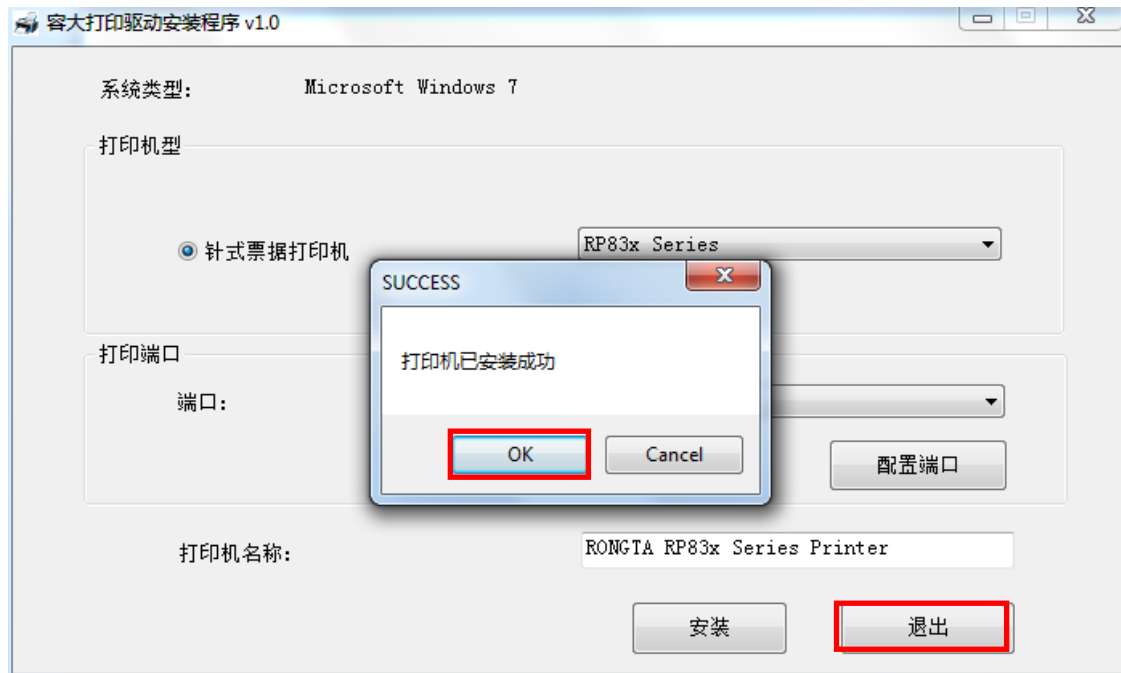 容大打印驱动安装程序 v1.0
系统类型: Microsoft Windows 7
打印机型
针式票据打印机 RP83x Series
SUCCESS
打印机已安装成功
OK Cancel
打印端口
端口:
配置端口
打印机名称: RONGTA RP83x Series Printer
安装 退出